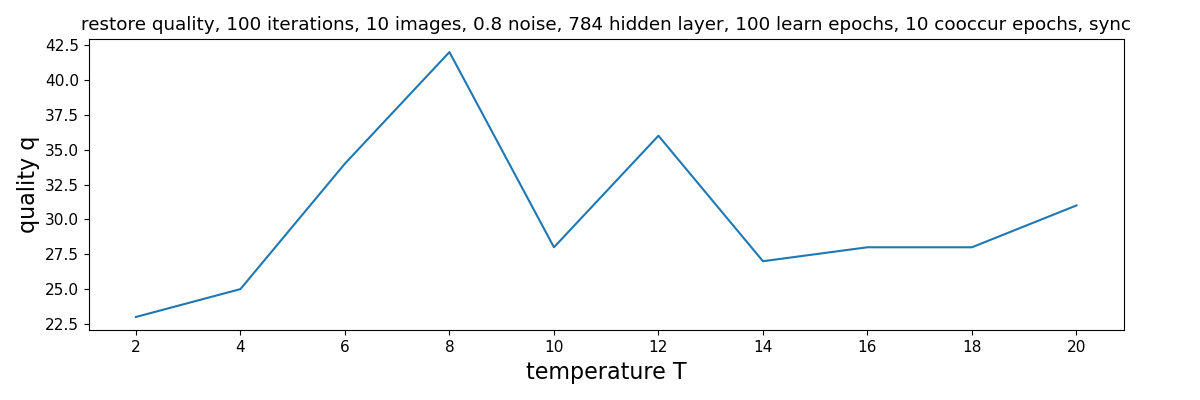 restore quality, 100 iterations, 10 images, 0.8 noise, 784 hidden layer, 100 learn epochs, 10 cooccur epochs, sync
42.5
40.0
37.5
35.0
32.5
30.0
27.5
25.0
22.5
quality q
2 4 6 8 10 12 14 16 18 20
temperature T